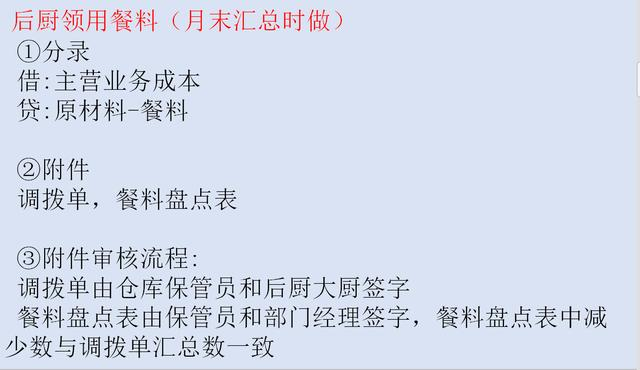 后厨领用餐料（月末汇总时做）
①分录
借:主营业务成本
贷:原材料-餐料
②附件
调拨单，餐料盘点表
③附件审核流程:
调拨单由仓库保管员和后厨大厨签字
餐料盘点表由保管员和部门经理签字，餐料盘点表中减
少数与调拨单汇总数一致